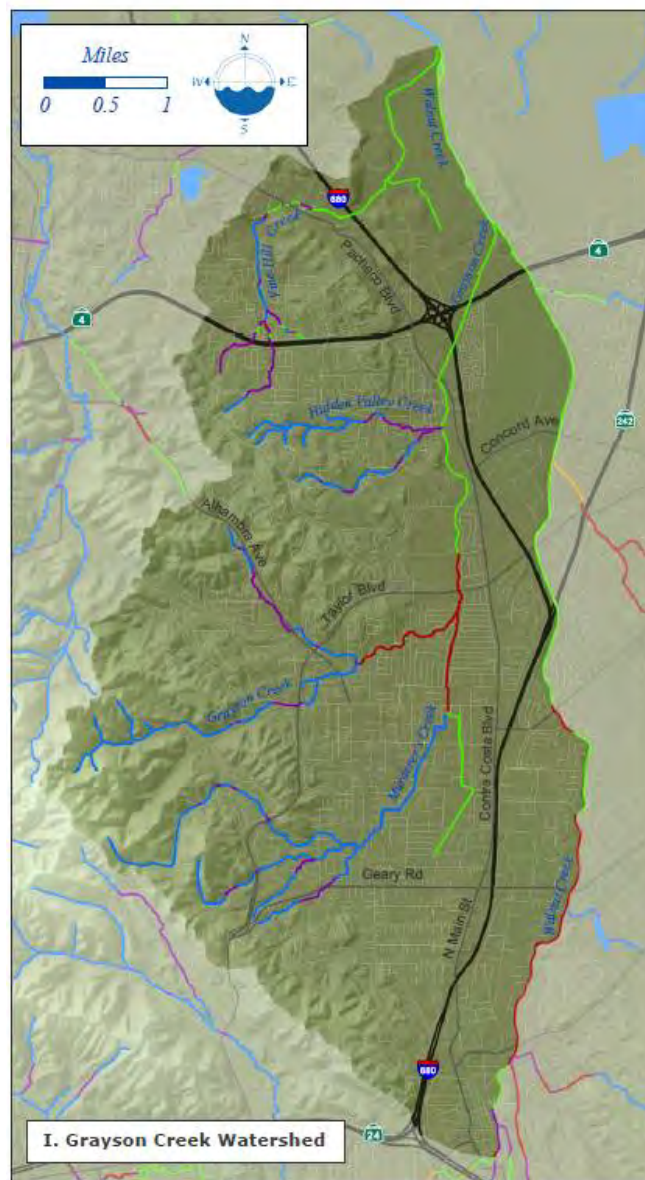 Miles
0 0.5 1
N
W E
S
Walnut Creek
680
Vine Hill
Creek
Pacheco Blvd
Grayson Creek
4
4
Hidden Valley Creek
Concord Ave
242
Alhambra Ave
Taylor Blvd
Grayson Creek
Murderer's Creek
Contra Costa Blvd
Geary Rd
Walnut Creek
N Main St
680
24
I. Grayson Creek Watershed